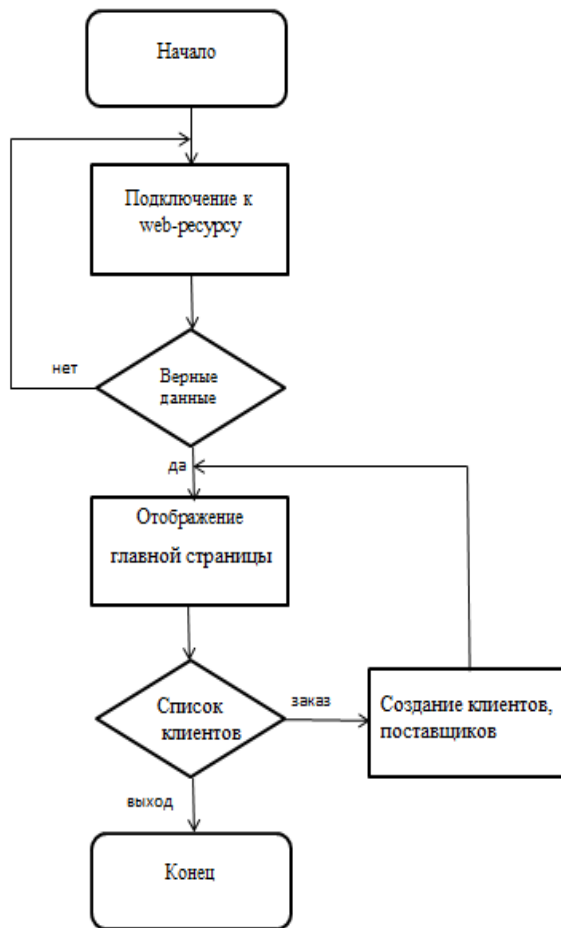 Начало
Подключение к
web-ресурсу
нет
Верные
данные
да
Отображение
главной страницы
Список
клиентов
заказ
Создание клиентов,
поставщиков
выход
Конец